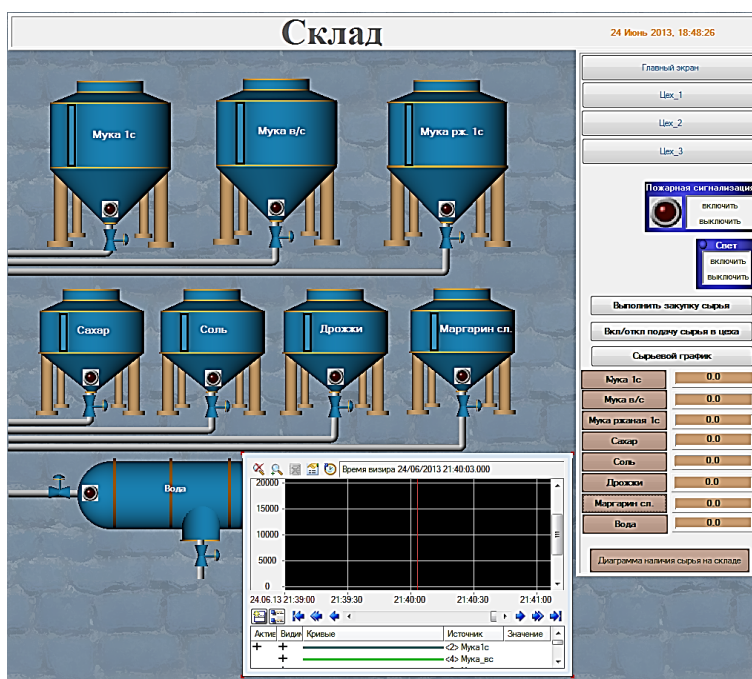 Склад
24 Июнь 2013, 18:48:26
Главный экран
Цех_1
Цех_2
Цех_3
Мука 1с
Мука в/с
Мука рж. 1с
Пожарная сигнализация
включить
выключить
Свет
включить
выключить
Выполнить закупку сырья
Вкл/откл подачу сырья в цеха
Сырьевой график
Сахар
Соль
Дрожжи
Маргарин сл.
Мука 1с 0.0
Мука в/с 0.0
Мука ржаная 1с 0.0
Сахар 0.0
Соль 0.0
Дрожжи 0.0
Маргарин сл. 0.0
Вода 0.0
Диаграмма наличия сырья на складе
Вода
Время визира 24/06/2013 21:40:03.000
20000
15000
10000
5000
0
24.06.13 21:39:00 21:39:30 21:40:00 21:40:30 21:41:00
Актив Видим Кривые Источник Значение
<2> Мука1с
<4> Мука_вс